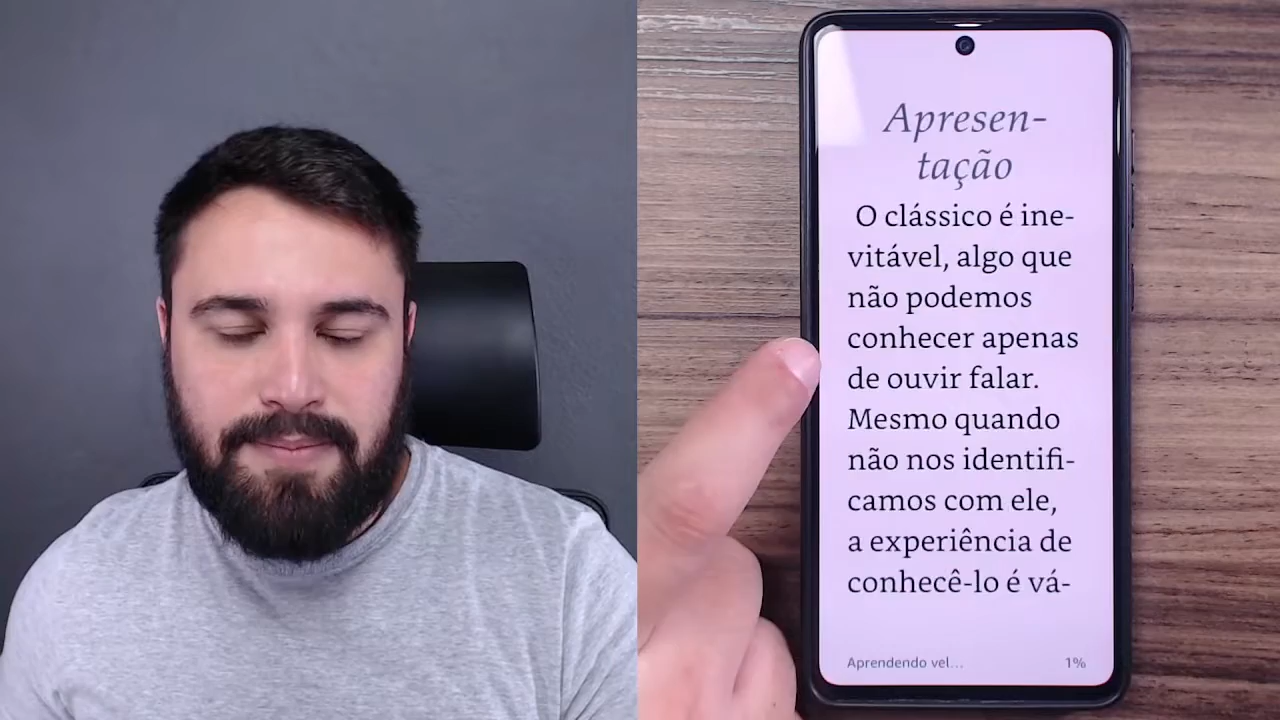 Apresen-
tação
O clássico é ine-
vitável, algo que
não podemos
conhecer apenas
de ouvir falar.
Mesmo quando
não nos identifi-
camos com ele,
a experiência de
conhecê-lo é vá-
Aprendendo vel... 1%